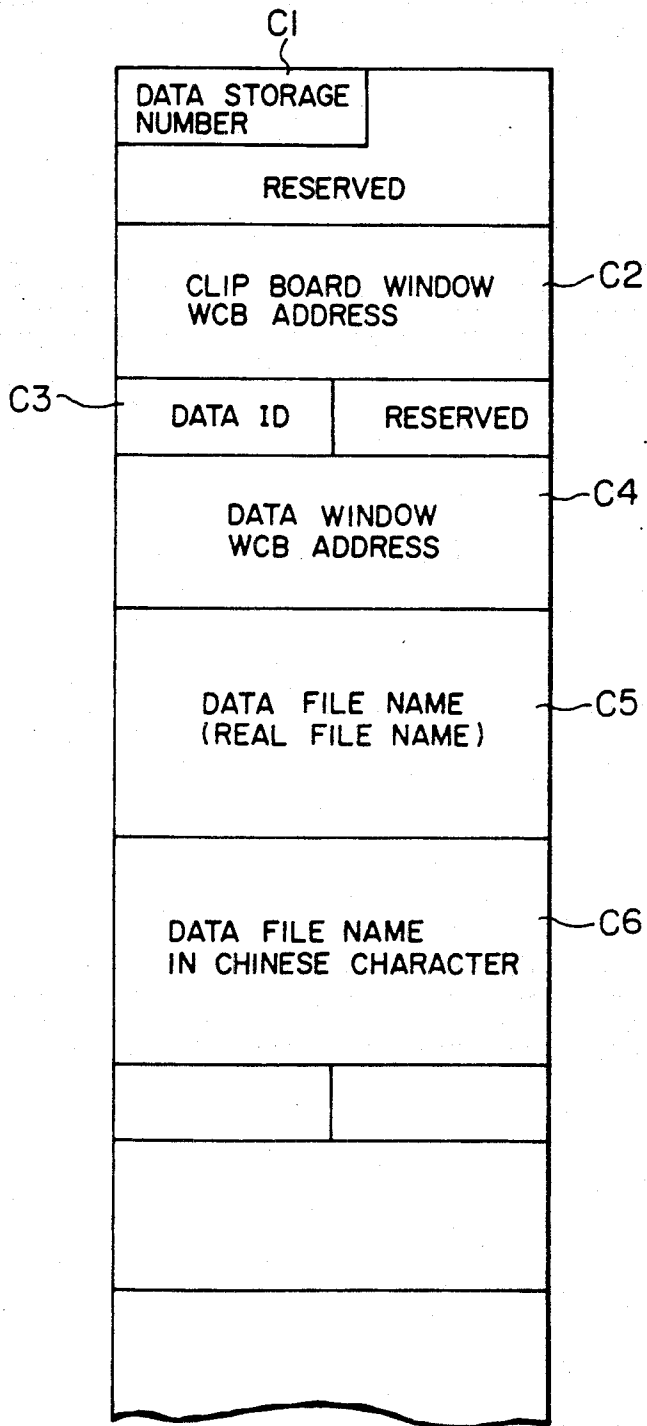 C1
DATA STORAGE
NUMBER
RESERVED
CLIP BOARD WINDOW
WCB ADDRESS
C2
C3
DATA ID
RESERVED
DATA WINDOW
WCB ADDRESS
C4
DATA FILE NAME
(REAL FILE NAME)
C5
DATA FILE NAME
IN CHINESE CHARACTER
C6